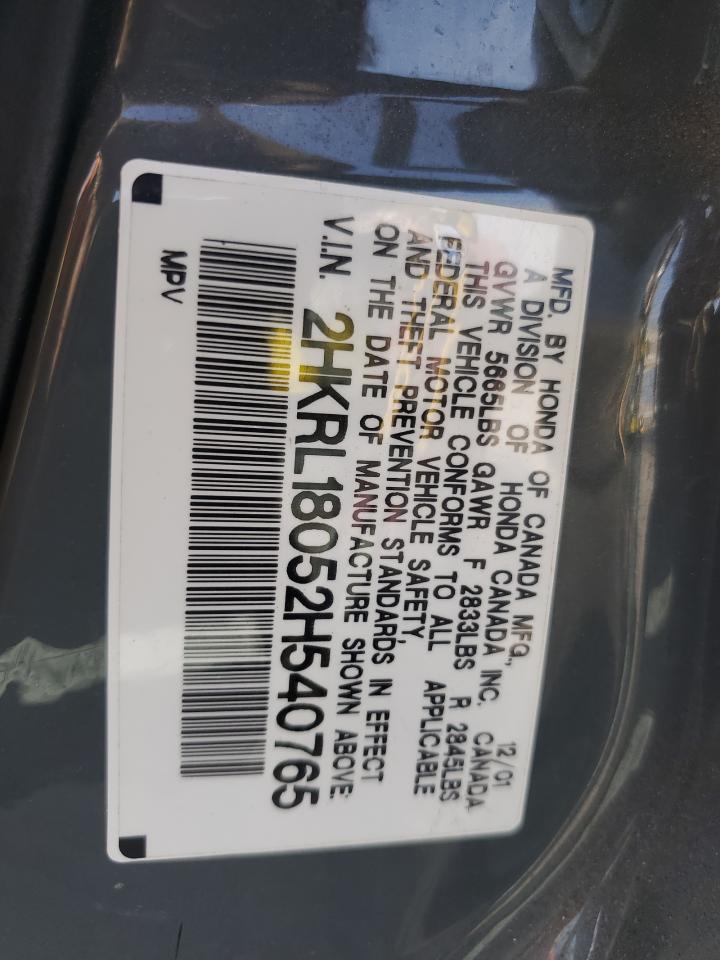 MFD. BY HONDA OF CANADA MFG., 12/01
A DIVISION OF HONDA CANADA INC. CANADA
GVWR 5665LBS GAWR F 2833LBS R 2845LBS
THIS VEHICLE CONFORMS TO ALL APPLICABLE
FEDERAL MOTOR VEHICLE SAFETY,
AND THEFT PREVENTION STANDARDS IN EFFECT
ON THE DATE OF MANUFACTURE SHOWN ABOVE.
V.I.N. 2HKRL18052H540765
MPV